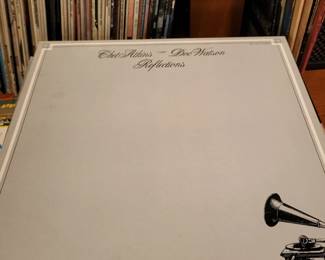 Chet Atkins — Doc Watson
Reflections